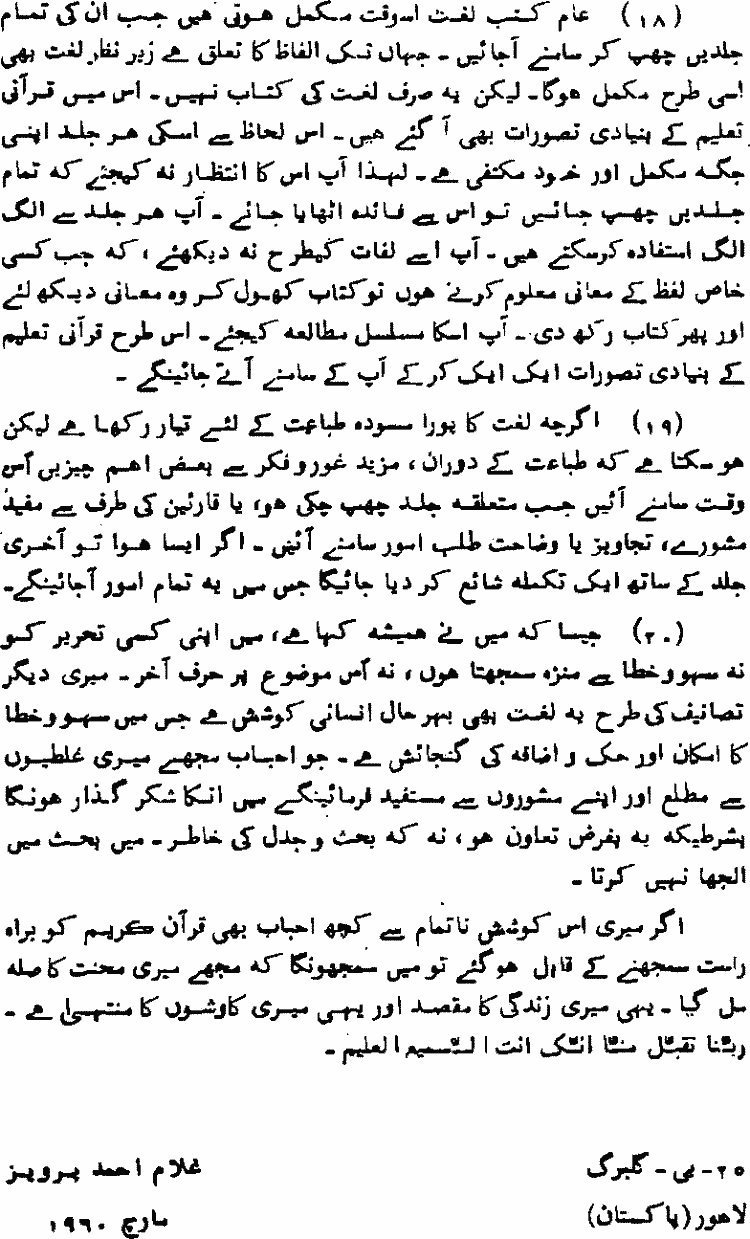 (۱۸) عام کتب لغت اسوقت مکمل ہوتی ہیں جب ان کی تمام
جلدیں چھپ کر سامنے آجائیں ۔ جہاں تک الفاظ کا تعلق ہے زیر نظر لغت بھی
اسی طرح مکمل ہوگا۔ لیکن یہ صرف لغت کی کتاب نہیں۔ اس میں قرآنی
تعلیم کے بنیادی تصورات بھی آ گئے ہیں۔ اس لحاظ سے اسکی ہر جلد اپنی
جگہ مکمل اور خود مکتفی ہے۔ لہذا آپ اس کا انتظار نہ کیجئے کہ تمام
جلدیں چھپ جائیں تو اس سے فائدہ اٹھایا جائے ۔ آپ ہر جلد سے الگ
الگ استفادہ کرسکتے ہیں ۔ آپ اسے لغات کیطرح نہ دیکھئے ، کہ جب کسی
خاص لفظ کے معانی معلوم کرنے ہوں تو کتاب کھول کر وہ معانی دیکھ لئے
اور پھر کتاب رکھ دی ۔ آپ اسکا مسلسل مطالعہ کیجئے ۔ اس طرح قرآنی تعلیم
کے بنیادی تصورات ایک ایک کر کے آپ کے سامنے آتے جائینگے ۔
(۱۹) اگرچہ لغت کا پورا مسودہ طباعت کے لئے تیار رکھا ہے لیکن
ہو سکتا ہے کہ طباعت کے دوران ، مزید غور و فکر سے بعض اہم چیزیں اُس
وقت سامنے آئیں جب متعلقہ جلد چھپ چکی ہو، یا قارئین کی طرف سے مفید
مشورے، تجاویز یا وضاحت طلب امور سامنے آئیں ۔ اگر ایسا ہوا تو آخری
جلد کے ساتھ ایک تکملہ شائع کر دیا جائیگا جس میں یہ تمام امور آجائینگے۔
(۲۰) جیسا کہ میں نے ہمیشہ کہا ہے، میں اپنی کسی تحریر کو
نہ سہو و خطا سے منزہ سمجھتا ہوں ، نہ اُس موضوع پر حرف آخر ۔ میری دیگر
تصانیف کی طرح یہ لغت بھی بہر حال انسانی کوشش ہے جس میں سہو و خطا
کا امکان اور حک و اضافہ کی گنجائش ہے ۔ جو احباب مجھے میری غلطیوں
سے مطلع اور اپنے مشوروں سے مستفید فرمائینگے میں انکا شکر گذار ہونگا
بشرطیکہ یہ بغرض تعاون ہو ، نہ کہ بحث و جدل کی خاطر ۔ میں بحث میں
الجھا نہیں کرتا ۔
اگر میری اس کوشش ناتمام سے کچھ احباب بھی قرآن کریم کو براہ
راست سمجھنے کے قابل ہو گئے تو میں سمجھونگا کہ مجھے میری محنت کا صلہ
مل گیا ۔ یہی میری زندگی کا مقصد اور یہی میری کاوشوں کا منتہیٰ ہے ۔
ربّنا تقبّل منّا انّک انت السّمیع العلیم ۔
۲۵ - بی - گلبرگ غلام احمد پرویز
لاہور (پاکستان) مارچ ۱۹۶۰